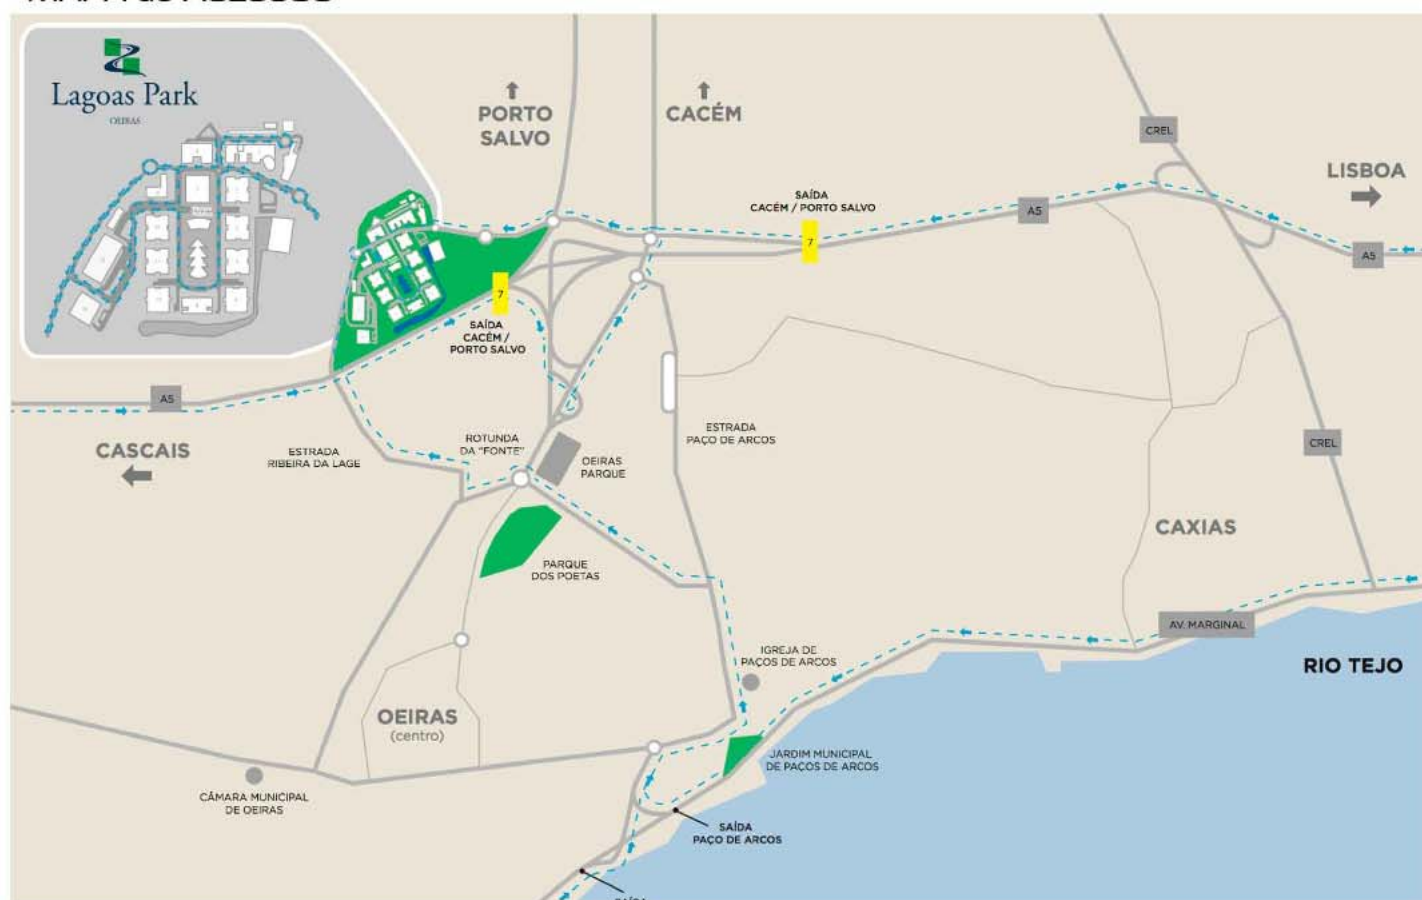 Lagoas Park
OEIRAS
PORTO
SALVO
CACÉM
CREL
LISBOA
SAÍDA
CACÉM / PORTO SALVO
A5
7
A5
7
SAÍDA
CACÉM /
PORTO SALVO
A5
CASCAIS
ESTRADA
RIBEIRA DA LAGE
ROTUNDA
DA "FONTE"
OEIRAS
PARQUE
ESTRADA
PAÇO DE ARCOS
CREL
CAXIAS
PARQUE
DOS POETAS
AV. MARGINAL
IGREJA DE
PAÇOS DE ARCOS
RIO TEJO
OEIRAS
(centro)
JARDIM MUNICIPAL
DE PAÇOS DE ARCOS
CÂMARA MUNICIPAL
DE OEIRAS
SAÍDA
PAÇO DE ARCOS